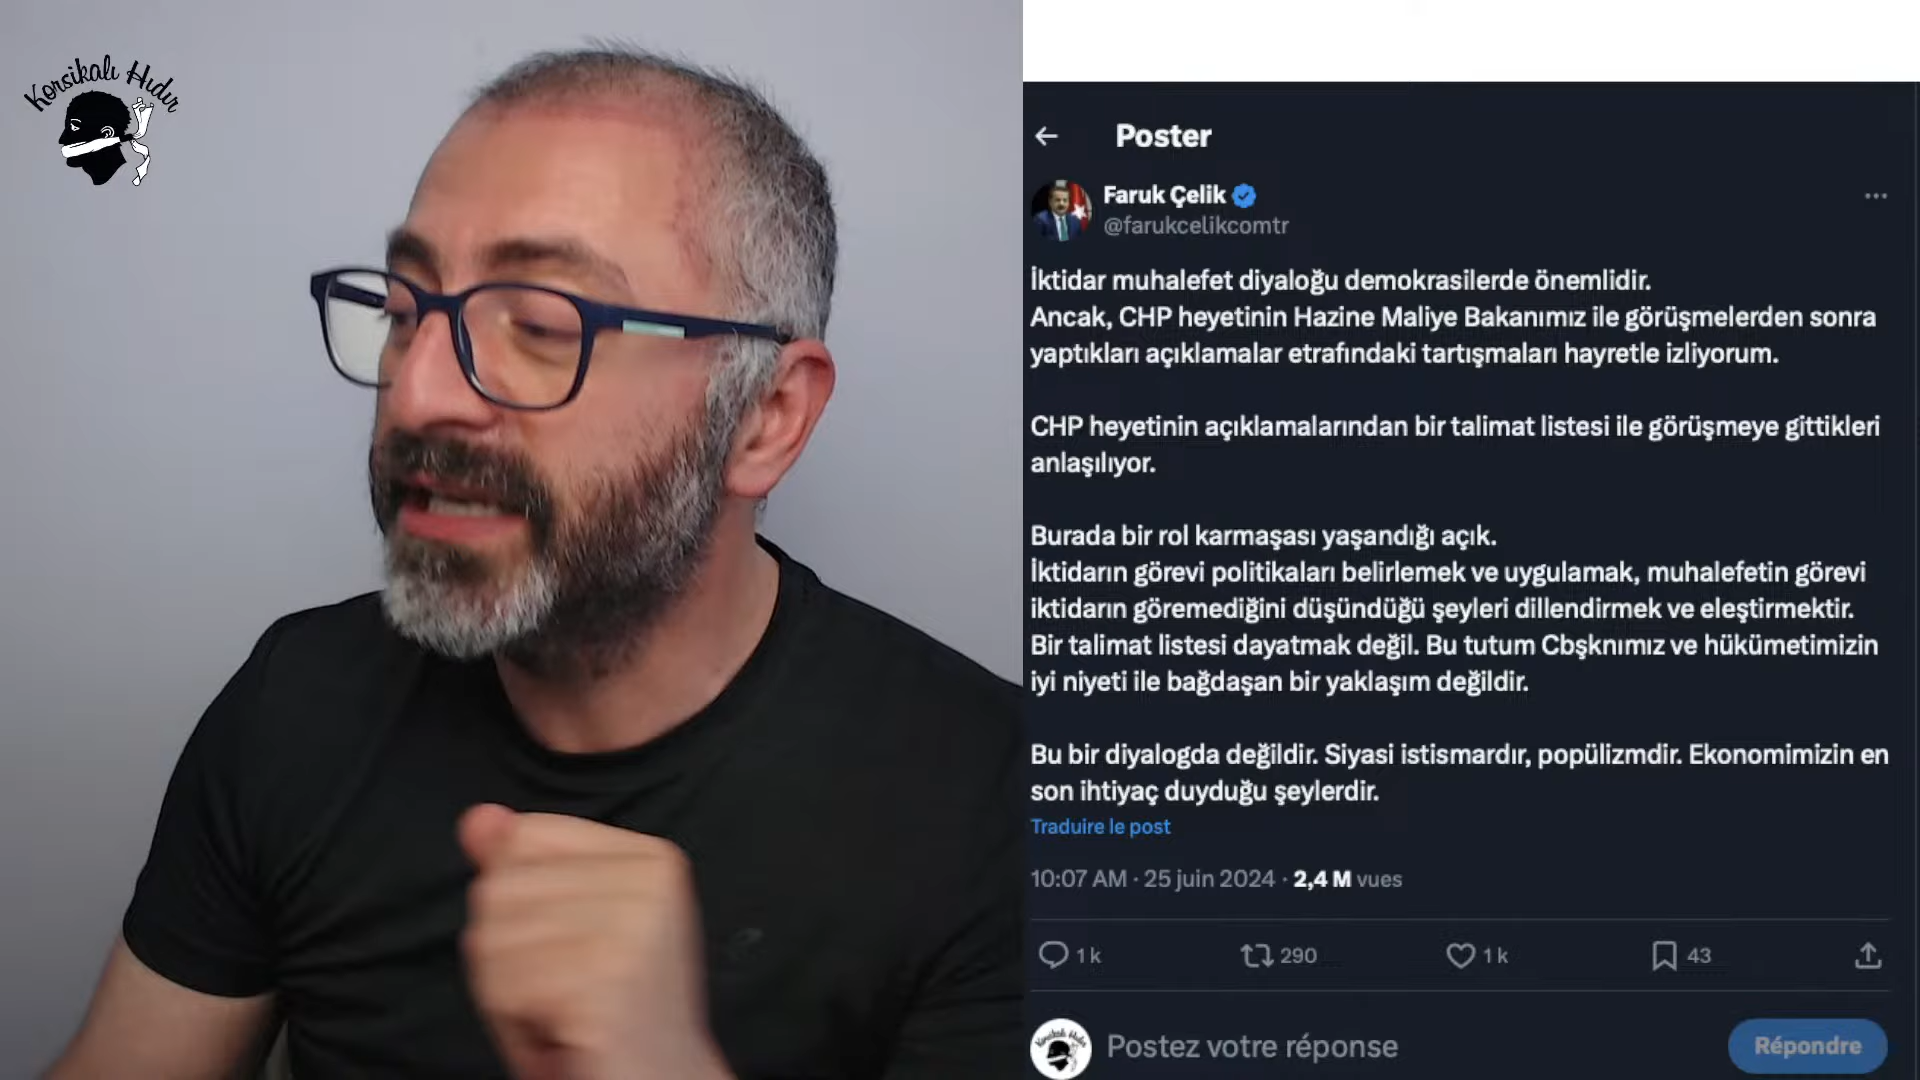 Korsikalı Hıdır
Poster
Faruk Çelik
@farukcelikcomtr
İktidar muhalefet diyaloğu demokrasilerde önemlidir.
Ancak, CHP heyetinin Hazine Maliye Bakanımız ile görüşmelerden sonra
yaptıkları açıklamalar etrafındaki tartışmaları hayretle izliyorum.
CHP heyetinin açıklamalarından bir talimat listesi ile görüşmeye gittikleri
anlaşılıyor.
Burada bir rol karmaşası yaşandığı açık.
İktidarın görevi politikaları belirlemek ve uygulamak, muhalefetin görevi
iktidarın göremediğini düşündüğü şeyleri dillendirmek ve eleştirmektir.
Bir talimat listesi dayatmak değil. Bu tutum Cbşknımız ve hükümetimizin
iyi niyeti ile bağdaşan bir yaklaşım değildir.
Bu bir diyalogda değildir. Siyasi istismardır, popülizmdir. Ekonomimizin en
son ihtiyaç duyduğu şeylerdir.
Traduire le post
10:07 AM · 25 juin 2024 · 2,4 M vues
1 k 290 1 k 43
Korsikalı Hıdır
Postez votre réponse
Répondre